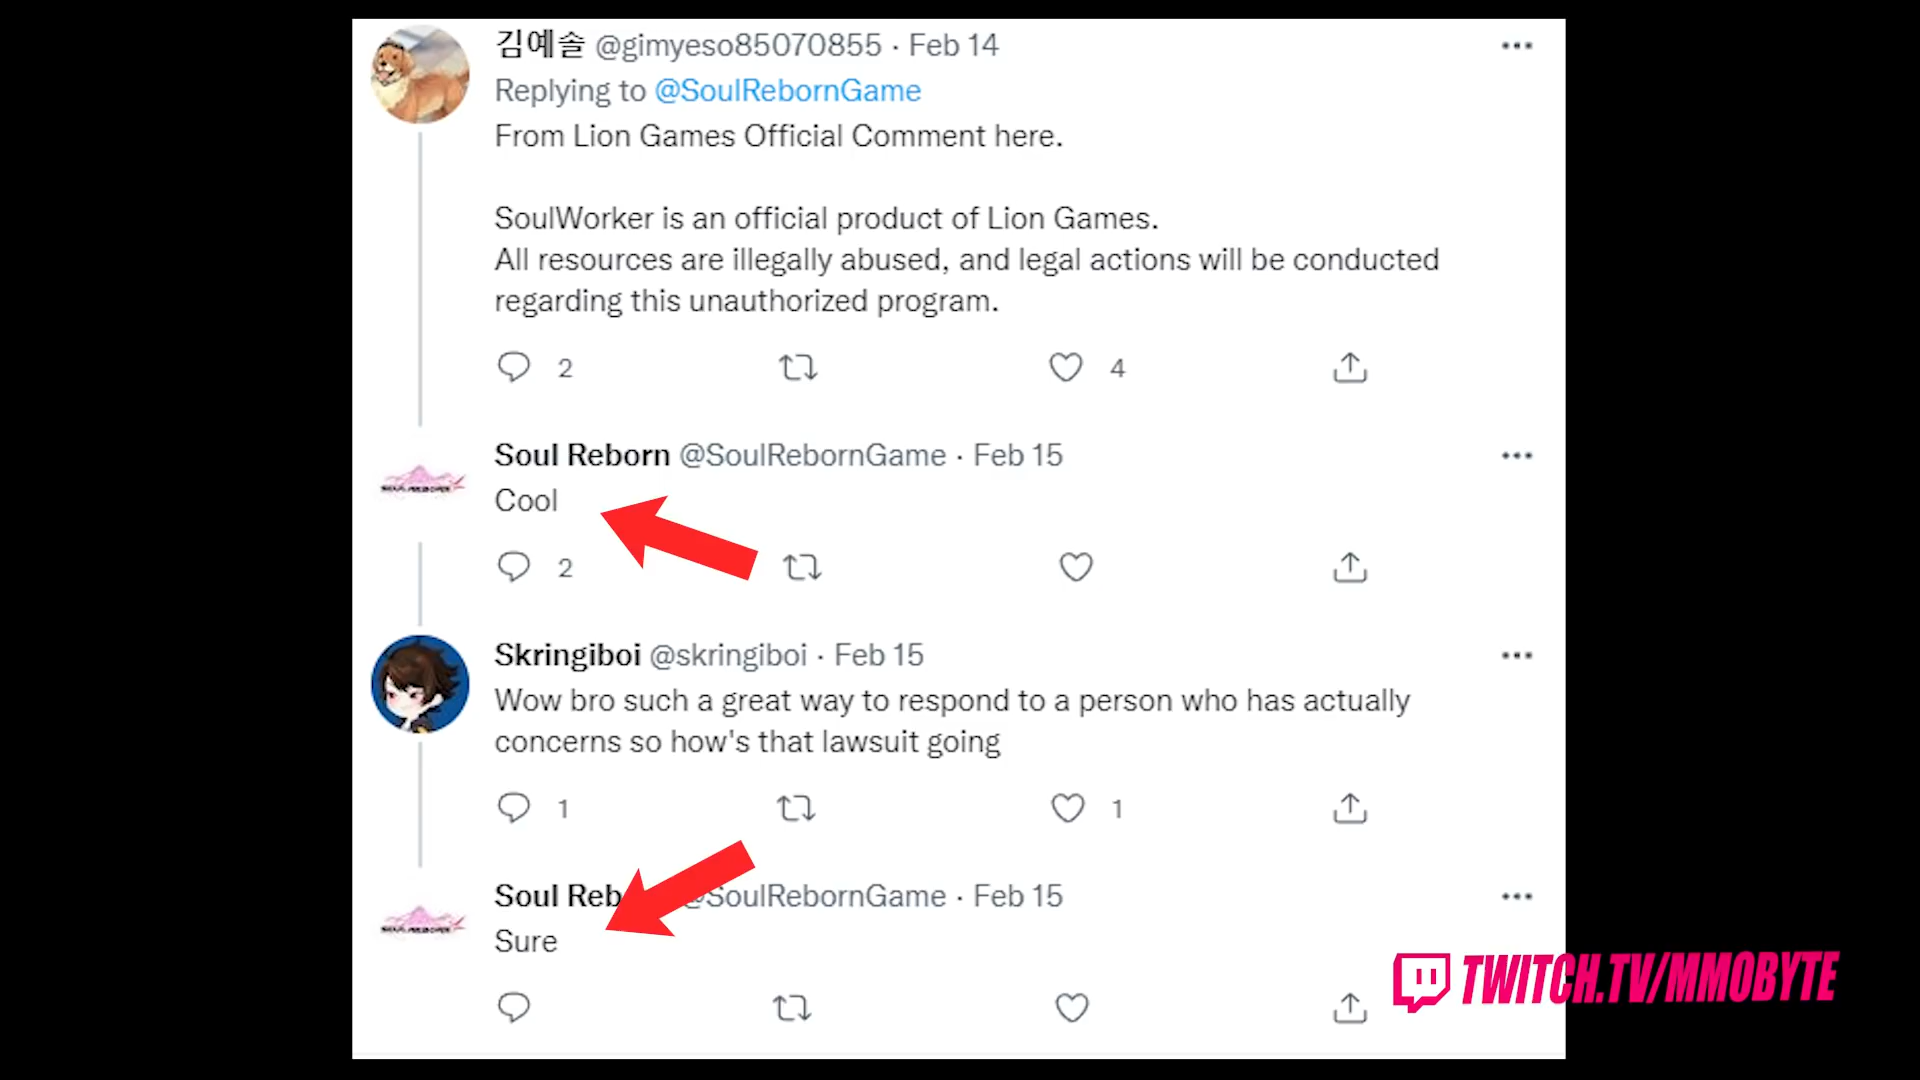 김예솔 @gimyeso85070855 · Feb 14
Replying to @SoulRebornGame
From Lion Games Official Comment here.
SoulWorker is an official product of Lion Games.
All resources are illegally abused, and legal actions will be conducted
regarding this unauthorized program.
2 4
Soul Reborn @SoulRebornGame · Feb 15
SOUL REBORN
Cool
2
Skringiboi @skringiboi · Feb 15
Wow bro such a great way to respond to a person who has actually
concerns so how's that lawsuit going
1 1
Soul Reb @SoulRebornGame · Feb 15
SOUL REBORN
Sure
TWITCH.TV/MMOBYTE